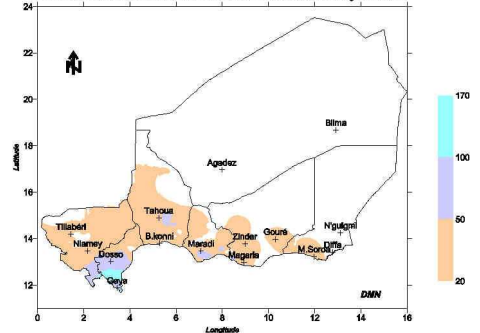 24
22
20
18
16
14
12
Latitude
N
Bilma
Agadez
Tahoua
Tillabéri
Niamey
B.konni
Dosso
Gaya
Maradi
Zinder
Magaria
Gouré
N'guigmi
Diffa
M.Soroa
DMN
0 2 4 6 8 10 12 14 16
Longitude
170
100
50
20